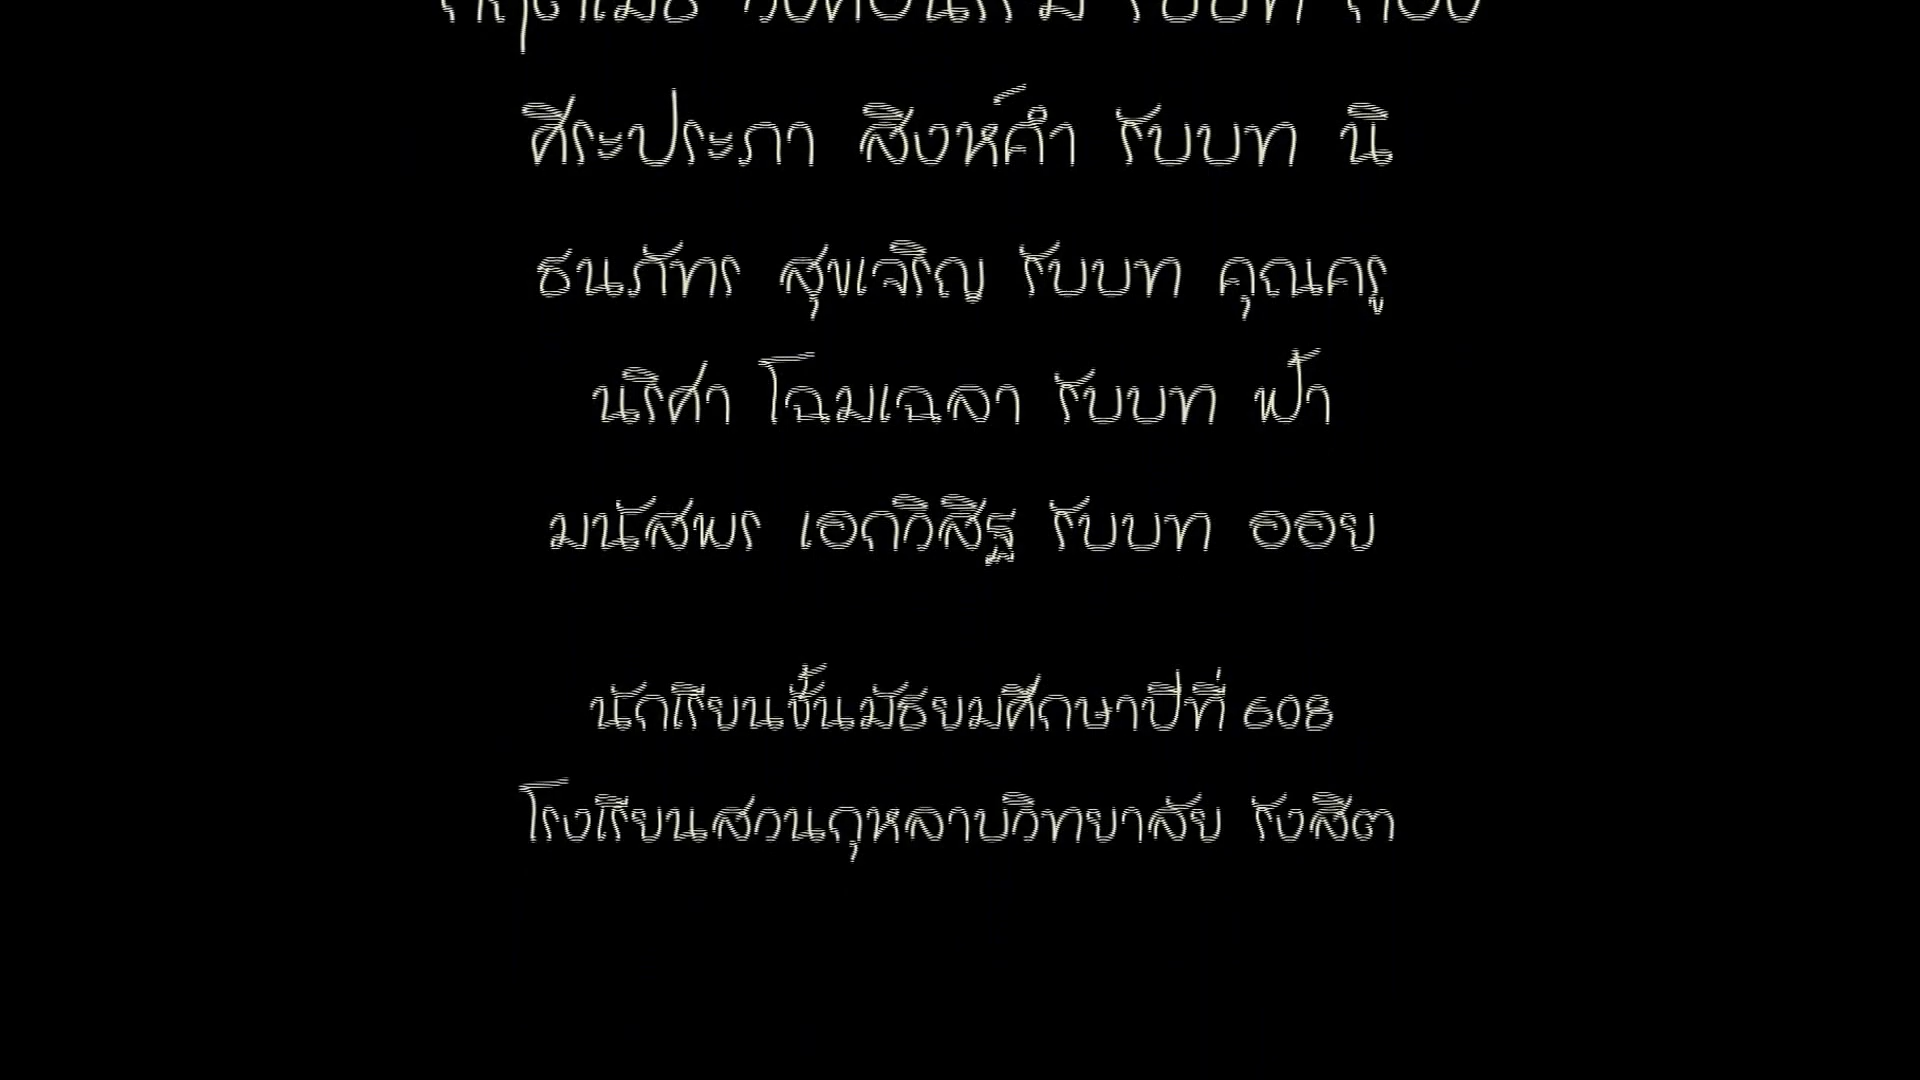 รับบท
ศีระประภา สิงห์คำ รับบท นิ
ธนภัทร สุขเจริญ รับบท คุณครู
นริศา โฉมเฉลา รับบท ฟ้า
มนัสพร เอกวิสิฐ รับบท ออย
นักเรียนชั้นมัธยมศึกษาปีที่ 608
โรงเรียนสวนกุหลาบวิทยาลัย รังสิต